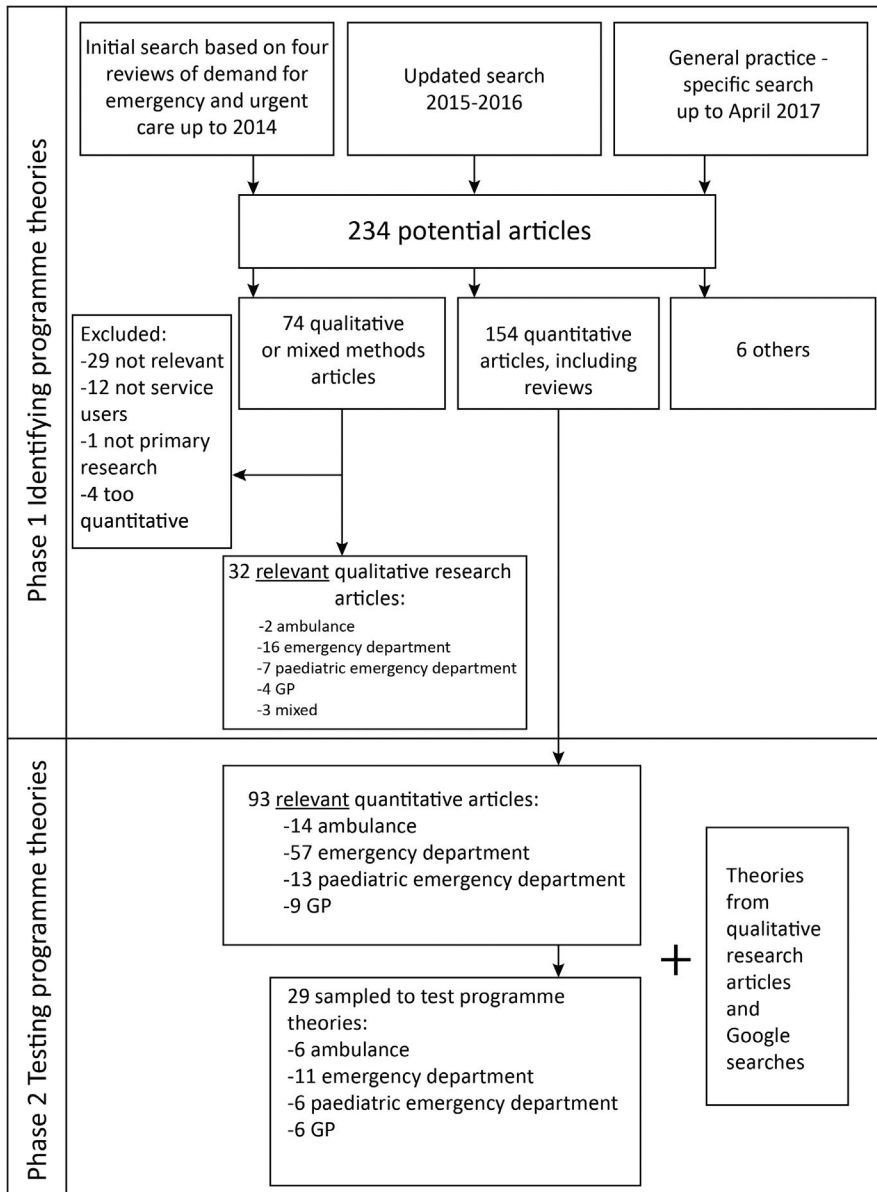 Phase 1 Identifying programme theories
Initial search based on four
reviews of demand for
emergency and urgent
care up to 2014
Updated search
2015-2016
General practice -
specific search
up to April 2017
234 potential articles
Excluded:
-29 not relevant
-12 not service
users
-1 not primary
research
-4 too
quantitative
74 qualitative
or mixed methods
articles
154 quantitative
articles, including
reviews
6 others
32 relevant qualitative research
articles:
-2 ambulance
-16 emergency department
-7 paediatric emergency department
-4 GP
-3 mixed
Phase 2 Testing programme theories
93 relevant quantitative articles:
-14 ambulance
-57 emergency department
-13 paediatric emergency department
-9 GP
+
Theories
from
qualitative
research
articles
and
Google
searches
29 sampled to test programme
theories:
-6 ambulance
-11 emergency department
-6 paediatric emergency department
-6 GP